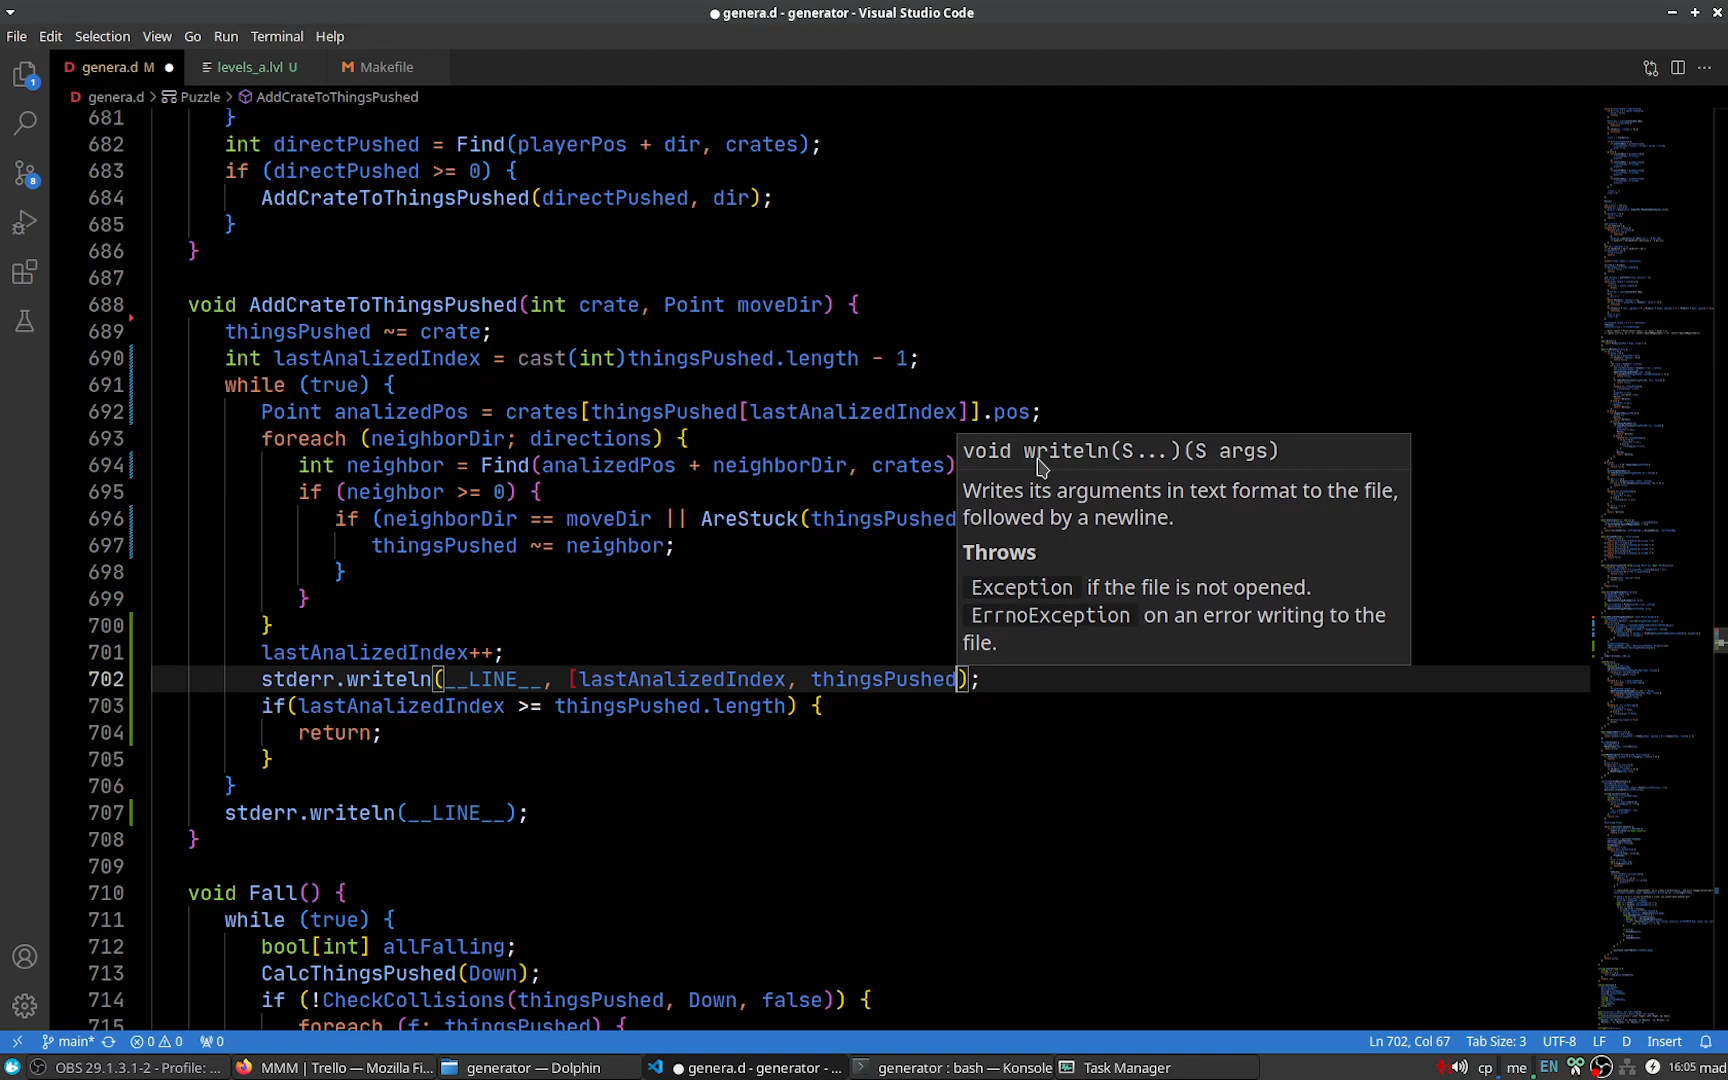 genera.d - generator - Visual Studio Code
File Edit Selection View Go Run Terminal Help
D genera.d M levels_a.lvl U M Makefile
D genera.d > Puzzle > AddCrateToThingsPushed
681 }
682 int directPushed = Find(playerPos + dir, crates);
683 if (directPushed >= 0) {
684 AddCrateToThingsPushed(directPushed, dir);
685 }
686 }
687
688 void AddCrateToThingsPushed(int crate, Point moveDir) {
689 thingsPushed ~= crate;
690 int lastAnalizedIndex = cast(int)thingsPushed.length - 1;
691 while (true) {
692 Point analizedPos = crates[thingsPushed[lastAnalizedIndex]].pos;
693 foreach (neighborDir; directions) {
void writeln(S...)(S args)
694 int neighbor = Find(analizedPos + neighborDir, crates)
695 if (neighbor >= 0) {
Writes its arguments in text format to the file,
696 if (neighborDir == moveDir || AreStuck(thingsPushed
followed by a newline.
697 thingsPushed ~= neighbor;
Throws
698 }
Exception if the file is not opened.
699 }
ErrnoException on an error writing to the
700 }
file.
701 lastAnalizedIndex++;
702 stderr.writeln(__LINE__, [lastAnalizedIndex, thingsPushed);
703 if(lastAnalizedIndex >= thingsPushed.length) {
704 return;
705 }
706 }
707 stderr.writeln(__LINE__);
708 }
709
710 void Fall() {
711 while (true) {
712 bool[int] allFalling;
713 CalcThingsPushed(Down);
714 if (!CheckCollisions(thingsPushed, Down, false)) {
715 foreach (f; thingsPushed) {
1
8
main* 0 0 0 Ln 702, Col 67 Tab Size: 3 UTF-8 LF D Insert
OBS 29.1.3.1-2 - Profile: ... MMM | Trello — Mozilla Fi... generator — Dolphin genera.d - generator - ... generator : bash — Konsole Task Manager cp me EN 16:05 mad